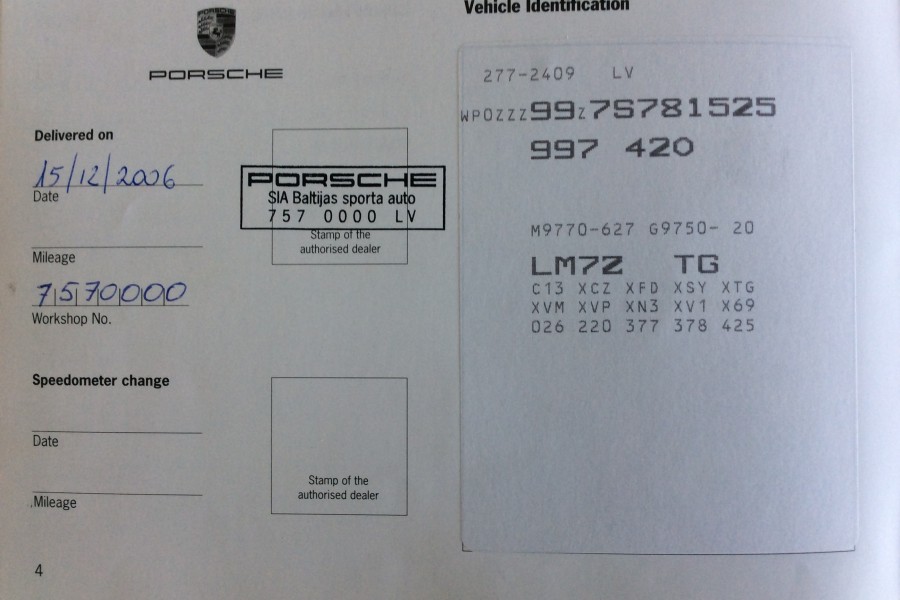 PORSCHE
Delivered on
15/12/2006
Date
Mileage
7570000
Workshop No.
PORSCHE
SIA Baltijas sporta auto
757 0000 LV
Stamp of the
authorised dealer
Speedometer change
Date
Mileage
Stamp of the
authorised dealer
4
Vehicle Identification
277-2409 LV
WP0ZZZ99Z7S781525
997 420
M9770-627 G9750- 20
LM7Z TG
C13 XCZ XFD XSY XTG
XVM XVP XN3 XV1 X69
026 220 377 378 425